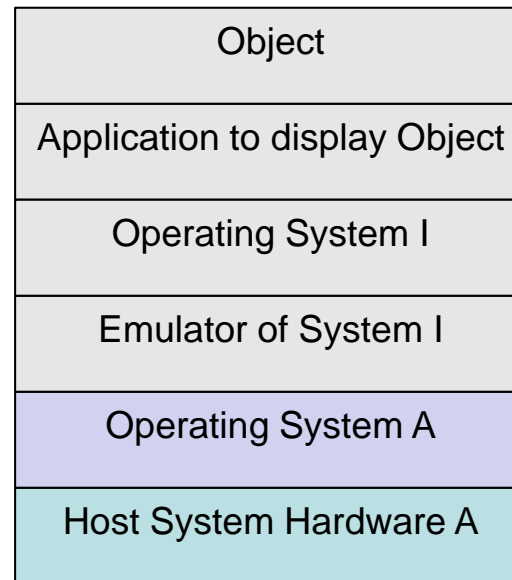 Object
Application to display Object
Operating System I
Emulator of System I
Operating System A
Host System Hardware A